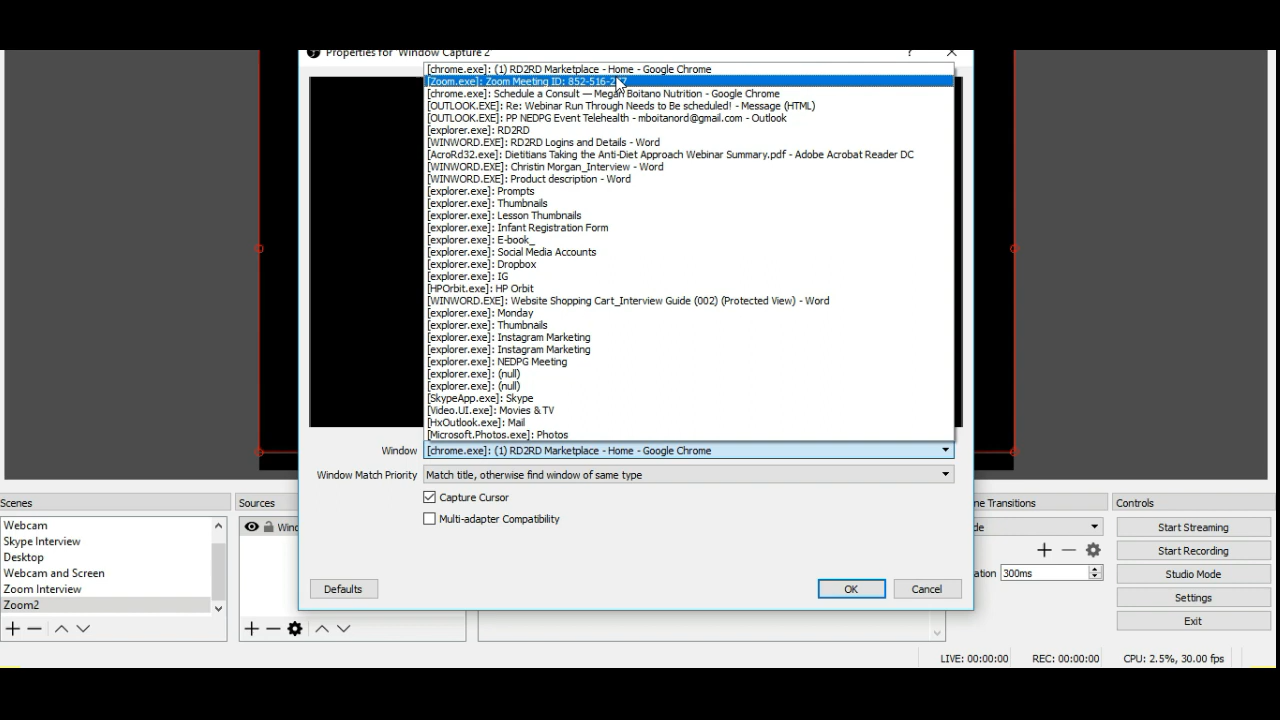 Properties for 'Window Capture 2'
?
[chrome.exe]: (1) RD2RD Marketplace - Home - Google Chrome
[Zoom.exe]: Zoom Meeting ID:
[chrome.exe]: Schedule a Consult — Megan Boitano Nutrition - Google Chrome
[OUTLOOK.EXE]: Re: Webinar Run Through Needs to Be scheduled! - Message (HTML)
[OUTLOOK.EXE]: PP NEDPG Event Telehealth - mboitanord@gmail.com - Outlook
[explorer.exe]: RD2RD
[WINWORD.EXE]: RD2RD Logins and Details - Word
[AcroRd32.exe]: Dietitians Taking the Anti-Diet Approach Webinar Summary.pdf - Adobe Acrobat Reader DC
[WINWORD.EXE]: Christin Morgan_Interview - Word
[WINWORD.EXE]: Product description - Word
[explorer.exe]: Prompts
[explorer.exe]: Thumbnails
[explorer.exe]: Lesson Thumbnails
[explorer.exe]: Infant Registration Form
[explorer.exe]: E-book_
[explorer.exe]: Social Media Accounts
[explorer.exe]: Dropbox
[explorer.exe]: IG
[HPOrbit.exe]: HP Orbit
[WINWORD.EXE]: Website Shopping Cart_Interview Guide (002) (Protected View) - Word
[explorer.exe]: Monday
[explorer.exe]: Thumbnails
[explorer.exe]: Instagram Marketing
[explorer.exe]: Instagram Marketing
[explorer.exe]: NEDPG Meeting
[explorer.exe]: (null)
[explorer.exe]: (null)
[SkypeApp.exe]: Skype
[Video.UI.exe]: Movies & TV
[HxOutlook.exe]: Mail
[Microsoft.Photos.exe]: Photos
Window [chrome.exe]: (1) RD2RD Marketplace - Home - Google Chrome
Window Match Priority Match title, otherwise find window of same type
Capture Cursor
Multi-adapter Compatibility
Defaults OK Cancel
Scenes
Webcam
Skype Interview
Desktop
Webcam and Screen
Zoom Interview
Zoom2
Sources
Wind
ne Transitions
de
ation 300ms
Controls
Start Streaming
Start Recording
Studio Mode
Settings
Exit
LIVE: 00:00:00 REC: 00:00:00 CPU: 2.5%, 30.00 fps